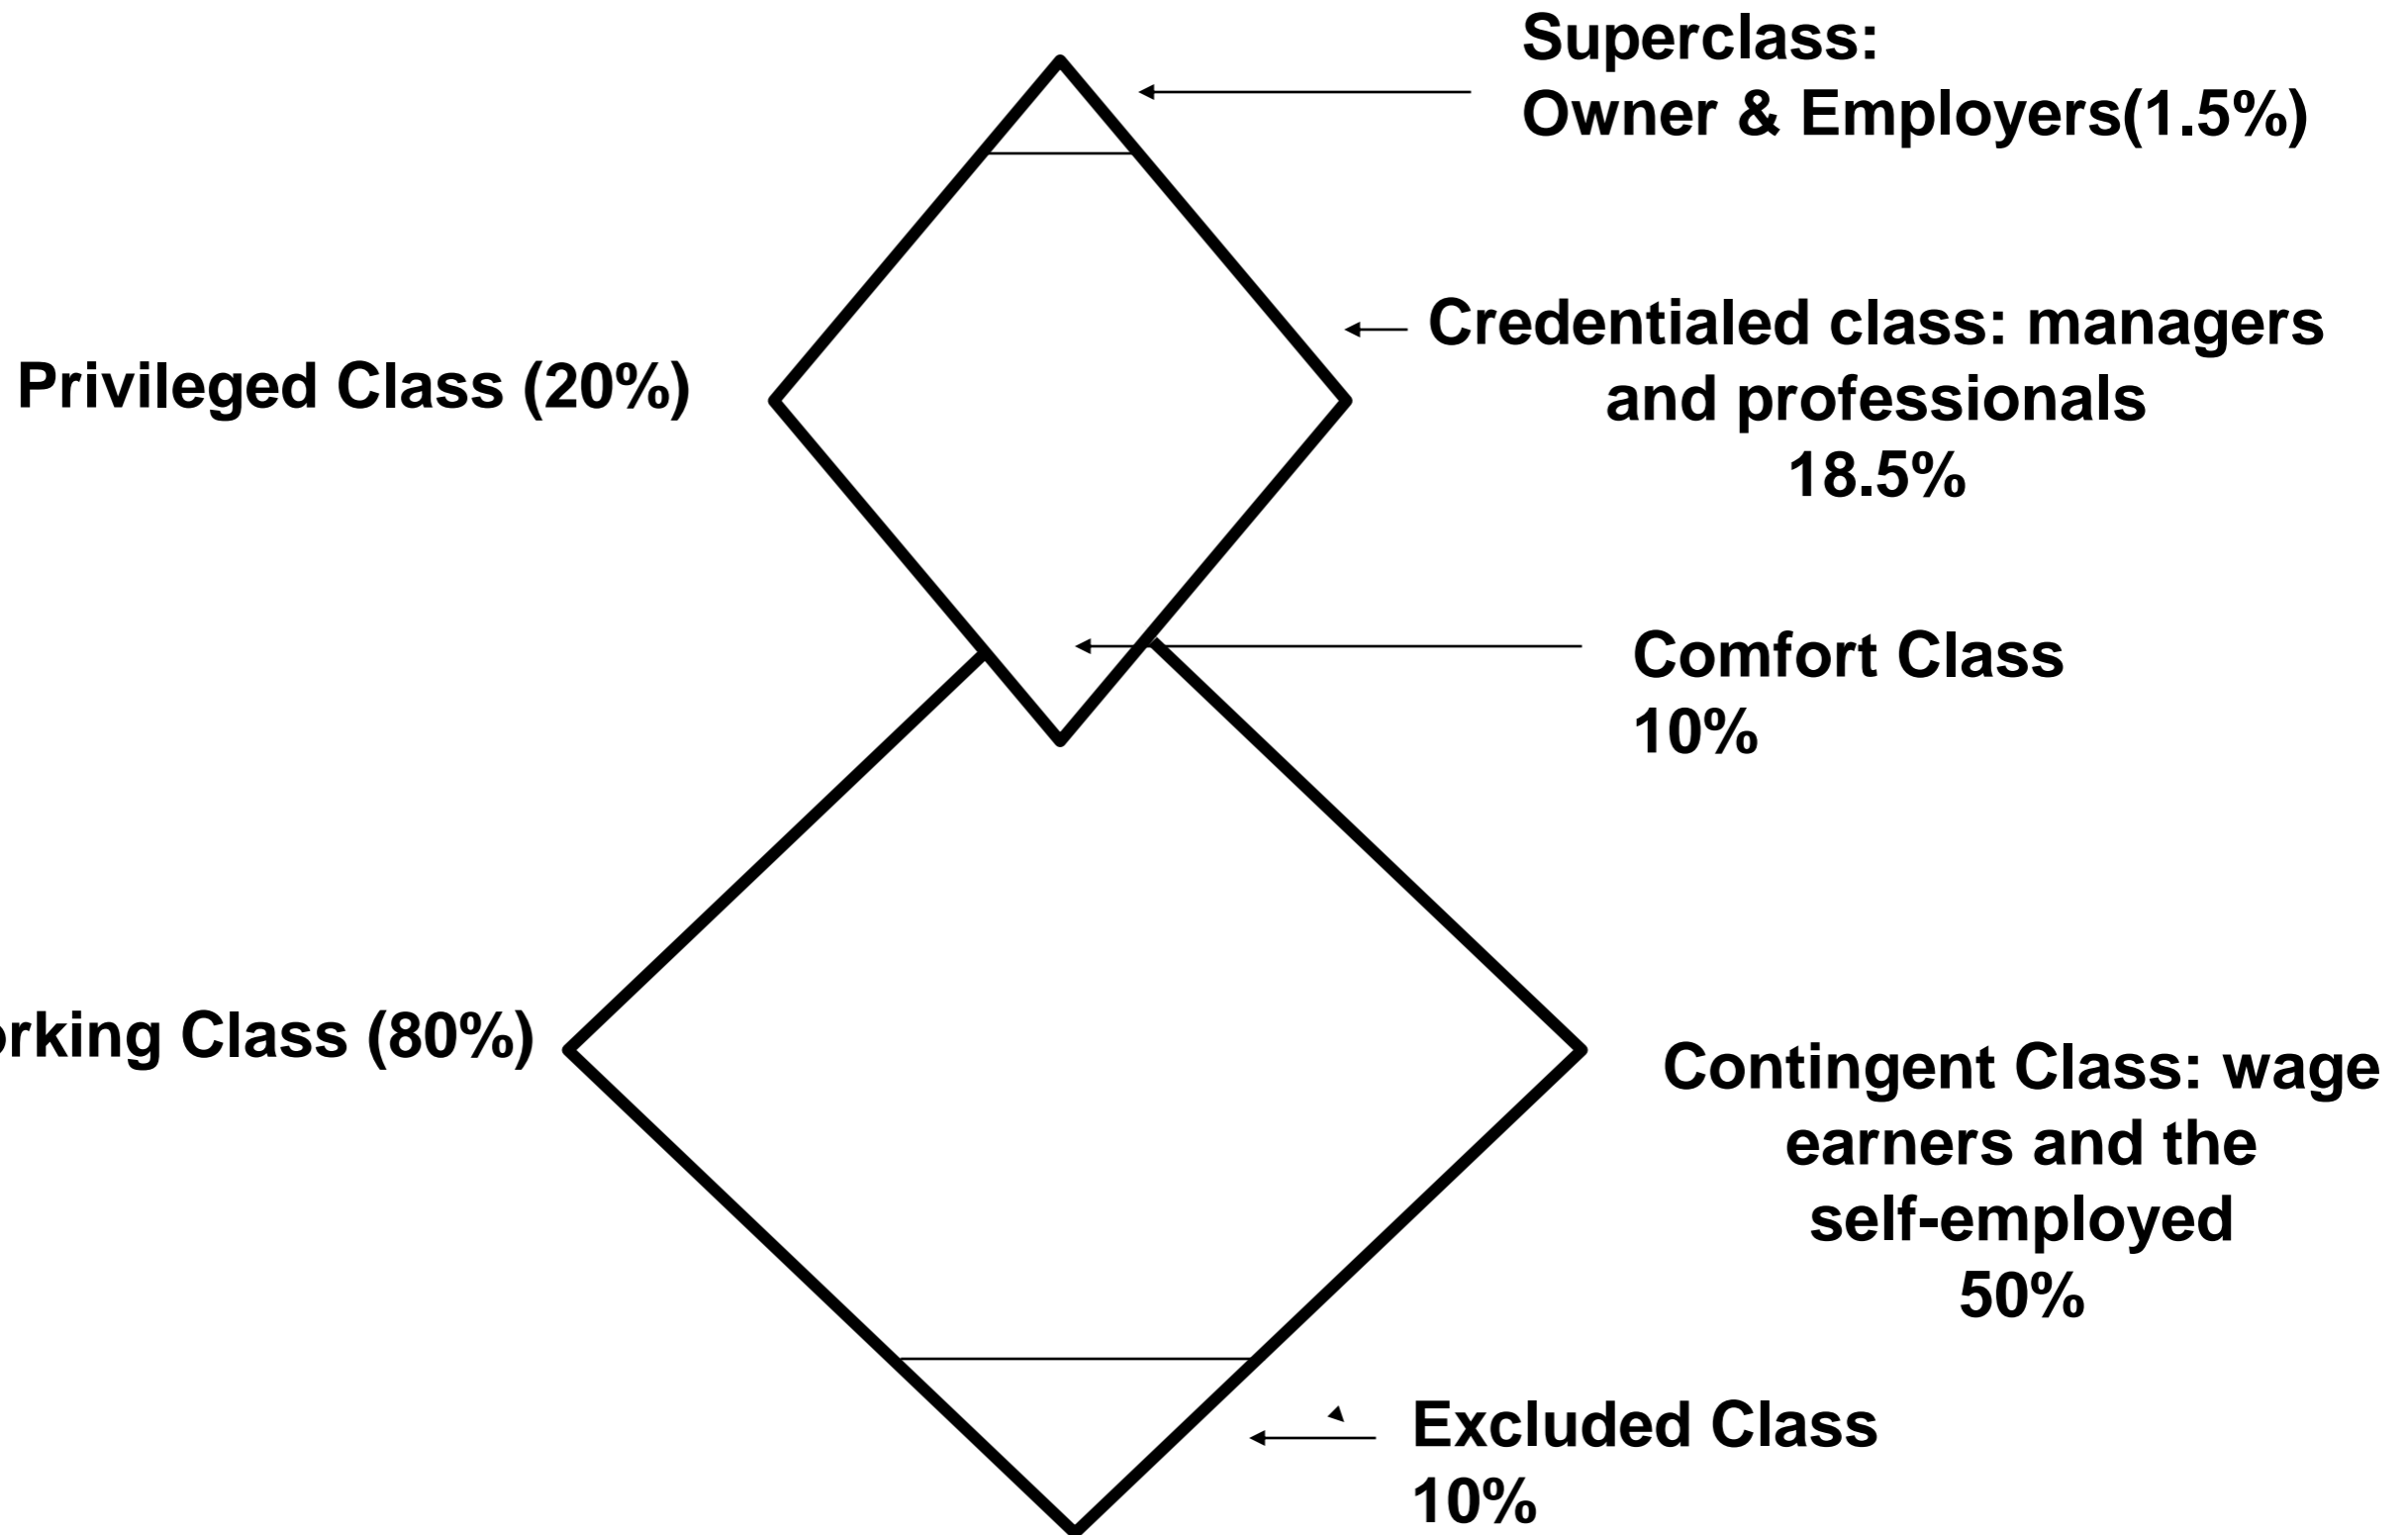 Superclass:
Owner & Employers(1.5%)
Credentialed class: managers
and professionals
18.5%
Privileged Class (20%)
Comfort Class
10%
orking Class (80%)
Contingent Class: wage
earners and the
self-employed
50%
Excluded Class
10%